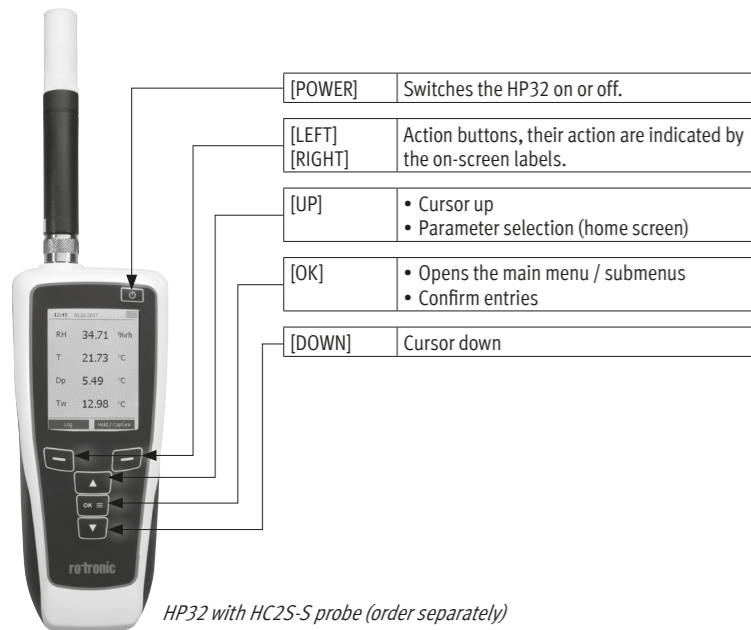 [POWER] Switches the HP32 on or off.
[LEFT] Action buttons, their action are indicated by
[RIGHT] the on-screen labels.
[UP] • Cursor up
• Parameter selection (home screen)
[OK] • Opens the main menu / submenus
• Confirm entries
[DOWN] Cursor down
12:45 01.02.2017
RH 34.71 %rh
T 21.73 °C
Dp 5.49 °C
Tw 12.98 °C
Log Hold / Capture
OK
rotronic
HP32 with HC2S-S probe (order separately)